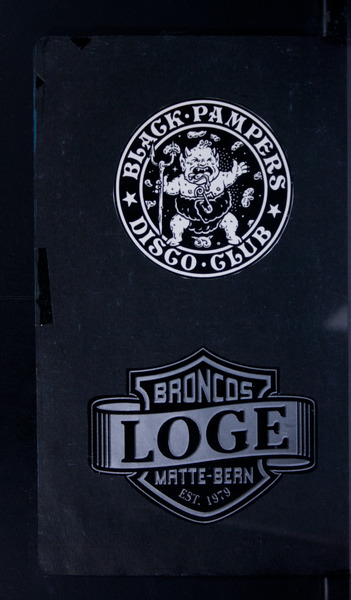 BLACK·PAMPERS
DISCO·CLUB
BRONCOS
LOGE
MATTE-BERN
EST. 1979